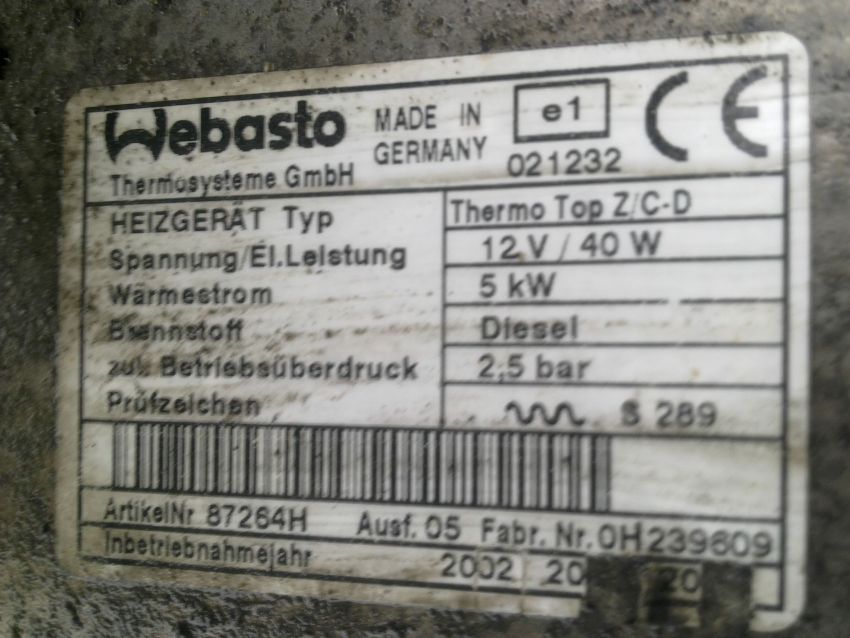 Webasto
Thermosysteme GmbH
MADE IN
GERMANY
e1
021232
CE
HEIZGERÄT Typ Thermo Top Z/C-D
Spannung/El.Leistung 12V / 40 W
Wärmestrom 5 kW
Brennstoff Diesel
zul. Betriebsüberdruck 2,5 bar
Prüfzeichen S 289
ArtikelNr 87264H Ausf. 05 Fabr. Nr. 0H239609
Inbetriebnahmejahr 2002 20 20